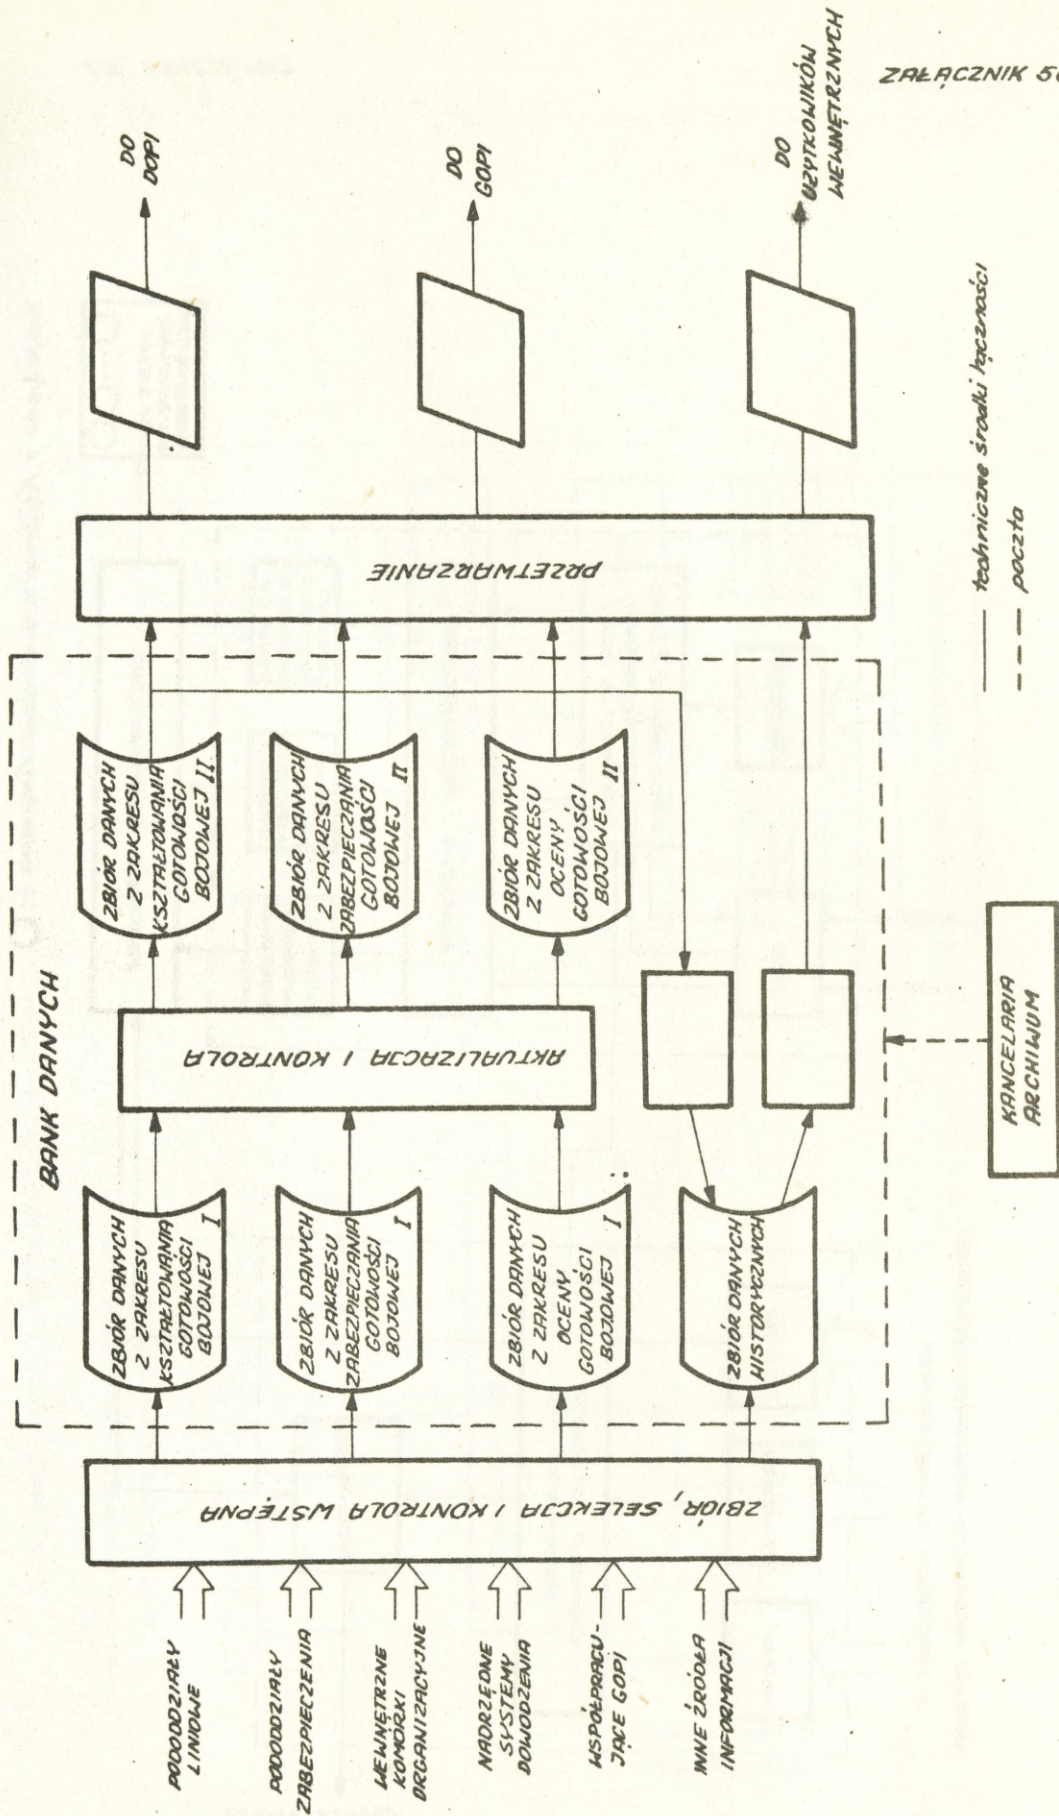 ZAŁĄCZNIK
BANK DANYCH
PODODDZIAŁY
LINIOWE
PODODDZIAŁY
ZABEZPIECZENIA
WEWNĘTRZNE
KOMÓRKI
ORGANIZACYJNE
NADRZĘDNE
SYSTEMY
DOWODZENIA
WSPÓŁPRACU-
JĄCE GOPI
INNE ŹRÓDŁA
INFORMACJI
ZBIÓR, SELEKCJA I KONTROLA WSTĘPNA
ZBIÓR DANYCH
Z ZAKRESU
KSZTAŁTOWANIA
GOTOWOŚCI
BOJOWEJ I
ZBIÓR DANYCH
Z ZAKRESU
ZABEZPIECZANIA
GOTOWOŚCI
BOJOWEJ I
ZBIÓR DANYCH
Z ZAKRESU
OCENY
GOTOWOŚCI
BOJOWEJ I
ZBIÓR DANYCH
HISTORYCZNYCH
AKTUALIZACJA I KONTROLA
ZBIÓR DANYCH
Z ZAKRESU
KSZTAŁTOWANIA
GOTOWOŚCI
BOJOWEJ II
ZBIÓR DANYCH
Z ZAKRESU
ZABEZPIECZANIA
GOTOWOŚCI
BOJOWEJ II
ZBIÓR DANYCH
Z ZAKRESU
OCENY
GOTOWOŚCI
BOJOWEJ II
PRZETWARZANIE
DO
DOPI
DO
GOPI
DO
UŻYTKOWIKÓW
WEWNĘTRZNYCH
KANCELARIA
ARCHIWUM
techniczne środki łączności
poczta